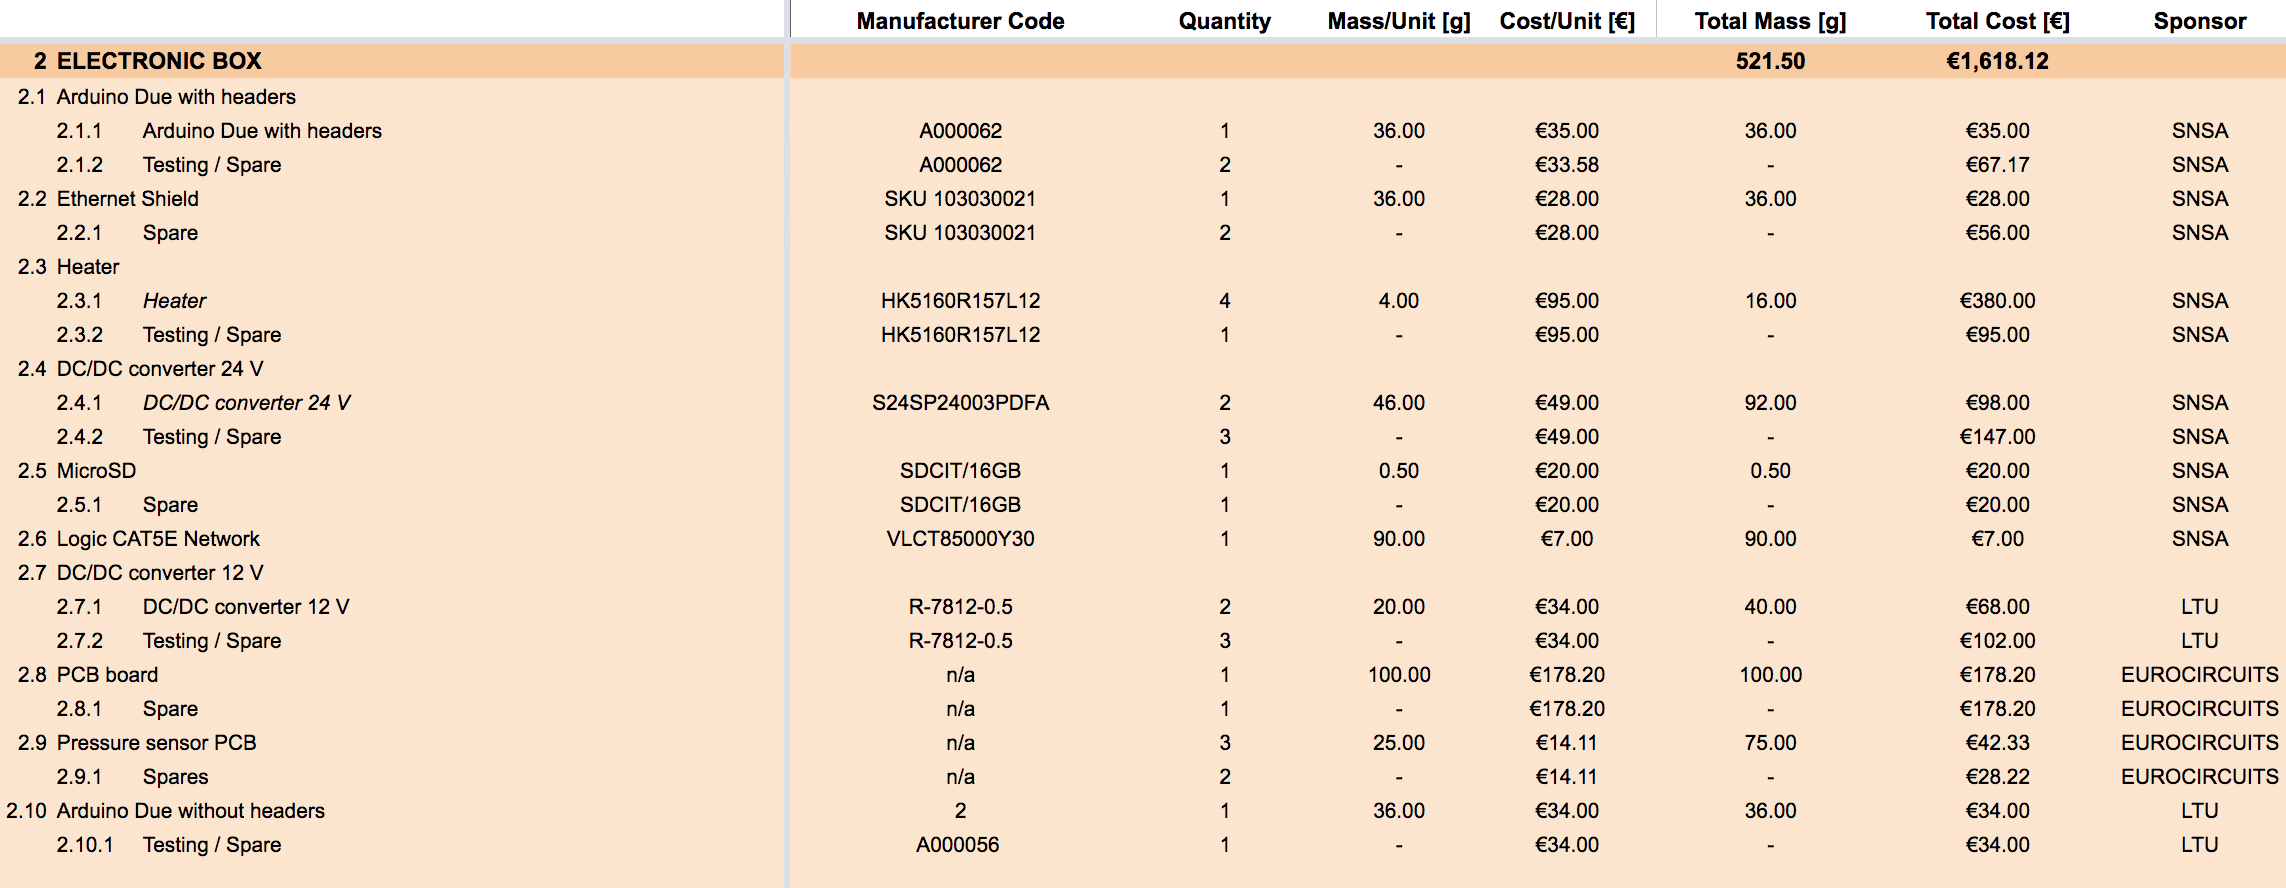 Manufacturer Code Quantity Mass/Unit [g] Cost/Unit [€] Total Mass [g] Total Cost [€] Sponsor
2 ELECTRONIC BOX 521.50 €1,618.12
2.1 Arduino Due with headers
2.1.1 Arduino Due with headers A000062 1 36.00 €35.00 36.00 €35.00 SNSA
2.1.2 Testing / Spare A000062 2 - €33.58 - €67.17 SNSA
2.2 Ethernet Shield SKU 103030021 1 36.00 €28.00 36.00 €28.00 SNSA
2.2.1 Spare SKU 103030021 2 - €28.00 - €56.00 SNSA
2.3 Heater
2.3.1 Heater HK5160R157L12 4 4.00 €95.00 16.00 €380.00 SNSA
2.3.2 Testing / Spare HK5160R157L12 1 - €95.00 - €95.00 SNSA
2.4 DC/DC converter 24 V
2.4.1 DC/DC converter 24 V S24SP24003PDFA 2 46.00 €49.00 92.00 €98.00 SNSA
2.4.2 Testing / Spare 3 - €49.00 - €147.00 SNSA
2.5 MicroSD SDCIT/16GB 1 0.50 €20.00 0.50 €20.00 SNSA
2.5.1 Spare SDCIT/16GB 1 - €20.00 - €20.00 SNSA
2.6 Logic CAT5E Network VLCT85000Y30 1 90.00 €7.00 90.00 €7.00 SNSA
2.7 DC/DC converter 12 V
2.7.1 DC/DC converter 12 V R-7812-0.5 2 20.00 €34.00 40.00 €68.00 LTU
2.7.2 Testing / Spare R-7812-0.5 3 - €34.00 - €102.00 LTU
2.8 PCB board n/a 1 100.00 €178.20 100.00 €178.20 EUROCIRCUITS
2.8.1 Spare n/a 1 - €178.20 - €178.20 EUROCIRCUITS
2.9 Pressure sensor PCB n/a 3 25.00 €14.11 75.00 €42.33 EUROCIRCUITS
2.9.1 Spares n/a 2 - €14.11 - €28.22 EUROCIRCUITS
2.10 Arduino Due without headers 2 1 36.00 €34.00 36.00 €34.00 LTU
2.10.1 Testing / Spare A000056 1 - €34.00 - €34.00 LTU